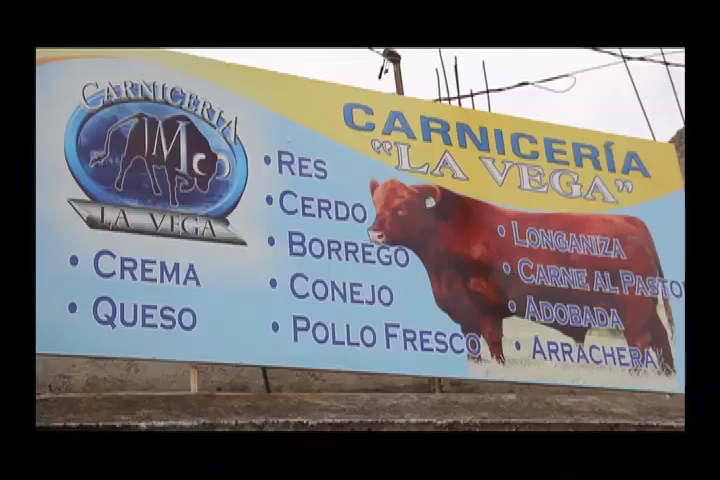 CARNICERIA
LA VEGA
• CREMA
• QUESO
• RES
• CERDO
• BORREGO
• CONEJO
• POLLO FRESCO
CARNICERÍA
"LA VEGA"
• LONGANIZA
• CARNE AL PASTO
• ADOBADA
• ARRACHERA